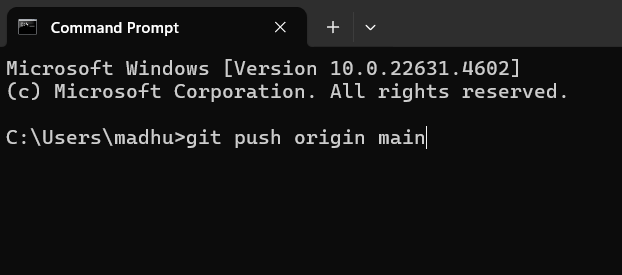 Command Prompt
Microsoft Windows [Version 10.0.22631.4602]
(c) Microsoft Corporation. All rights reserved.
C:\Users\madhu>git push origin main